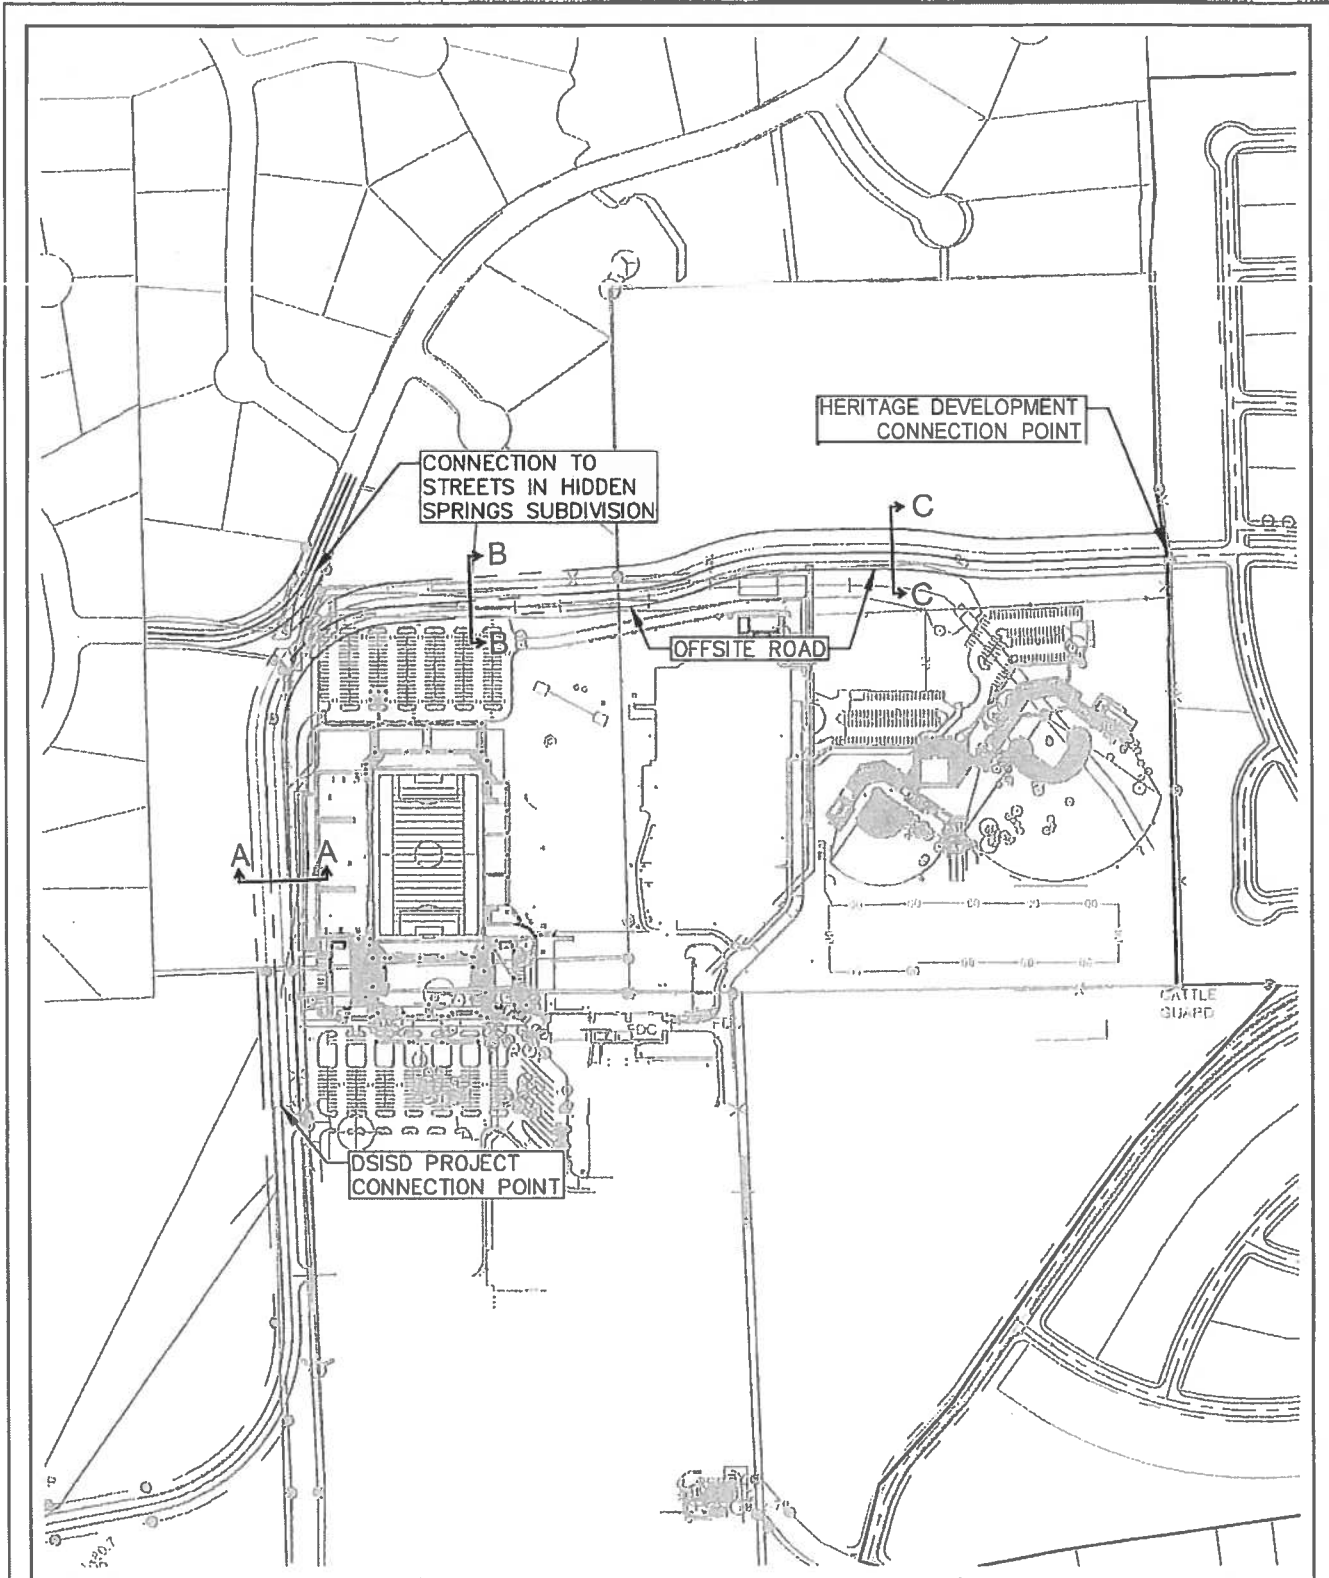 HERITAGE DEVELOPMENT
CONNECTION POINT
CONNECTION TO
STREETS IN HIDDEN
SPRINGS SUBDIVISION
C
B
C
B
OFFSITE ROAD
A
A
CATTLE
GUARD
FDC
DSISD PROJECT
CONNECTION POINT